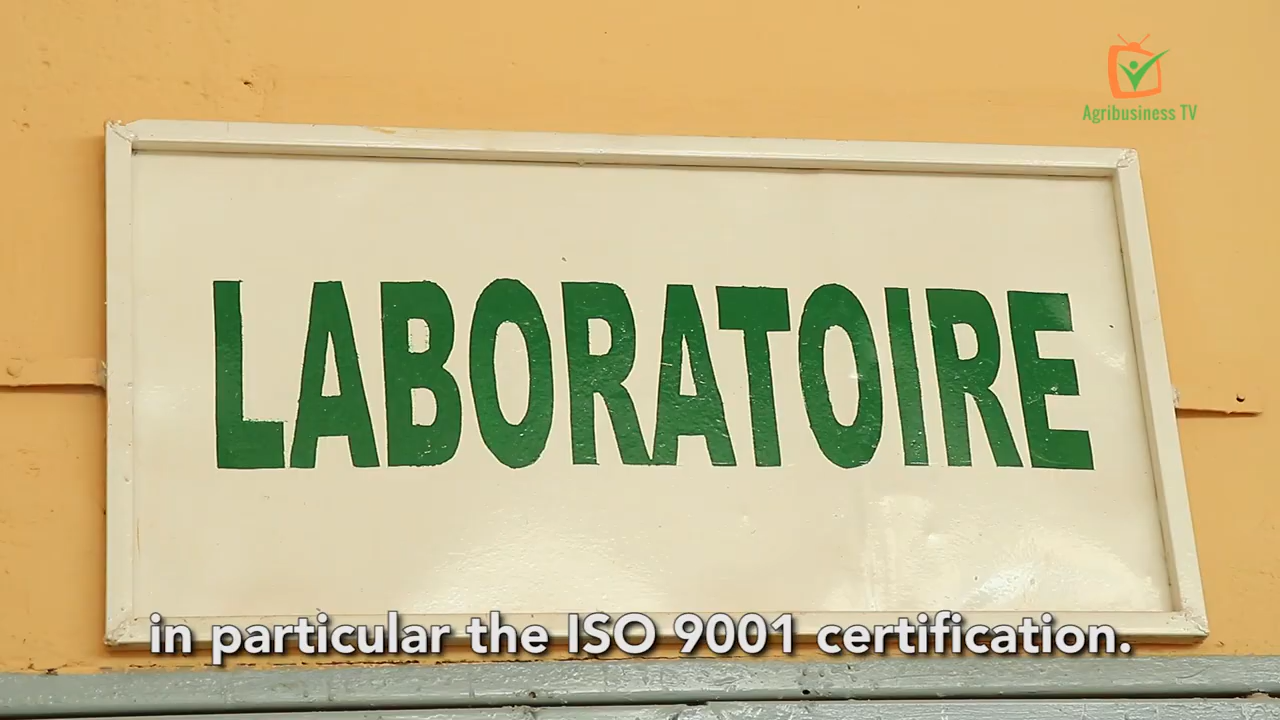 Agribusiness TV
LABORATOIRE
in particular the ISO 9001 certification.